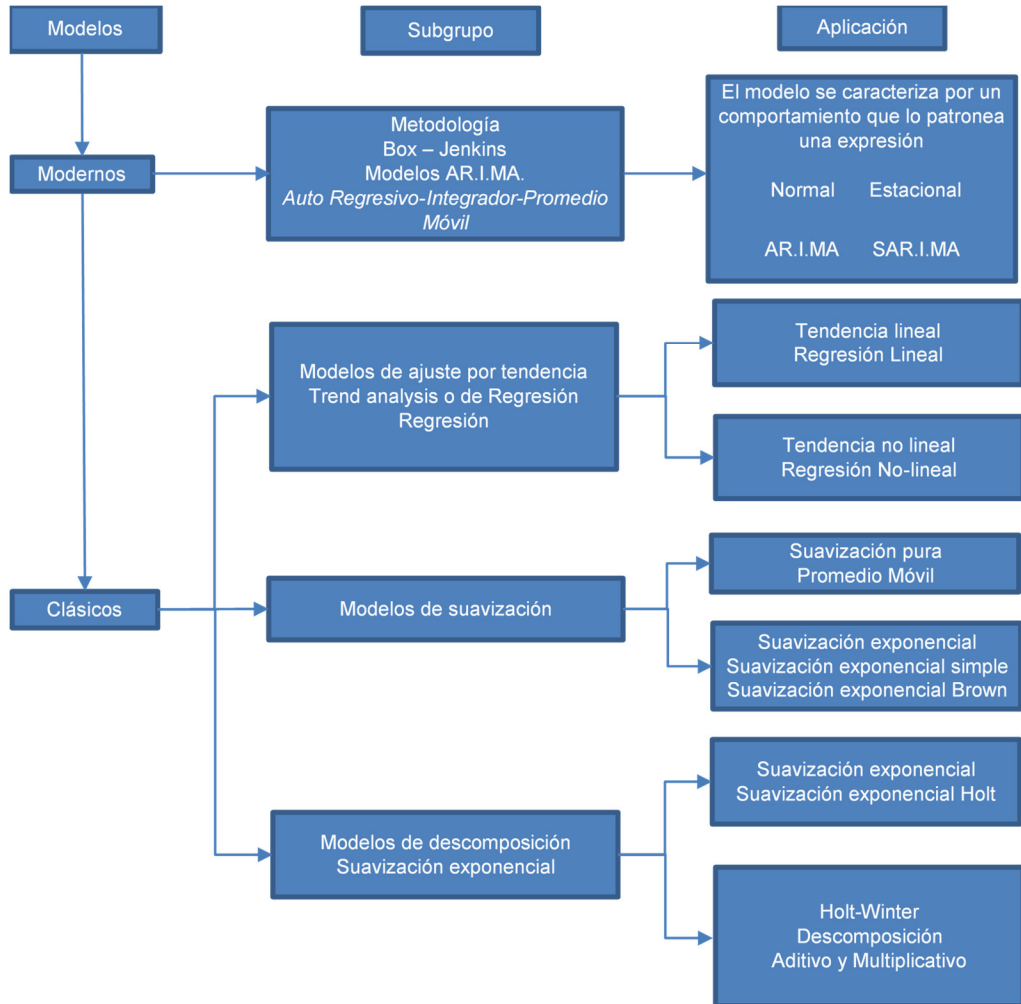 Modelos
Subgrupo
Aplicación
Modernos
Metodología
Box – Jenkins
Modelos AR.I.MA.
Auto Regresivo-Integrador-Promedio
Móvil
El modelo se caracteriza por un
comportamiento que lo patronea
una expresión
Normal Estacional
AR.I.MA SAR.I.MA
Clásicos
Modelos de ajuste por tendencia
Trend analysis o de Regresión
Regresión
Tendencia lineal
Regresión Lineal
Tendencia no lineal
Regresión No-lineal
Modelos de suavización
Suavización pura
Promedio Móvil
Suavización exponencial
Suavización exponencial simple
Suavización exponencial Brown
Modelos de descomposición
Suavización exponencial
Suavización exponencial
Suavización exponencial Holt
Holt-Winter
Descomposición
Aditivo y Multiplicativo